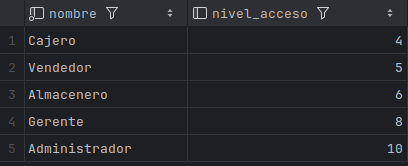 nombre nivel_acceso
1 Cajero 4
2 Vendedor 5
3 Almacenero 6
4 Gerente 8
5 Administrador 10